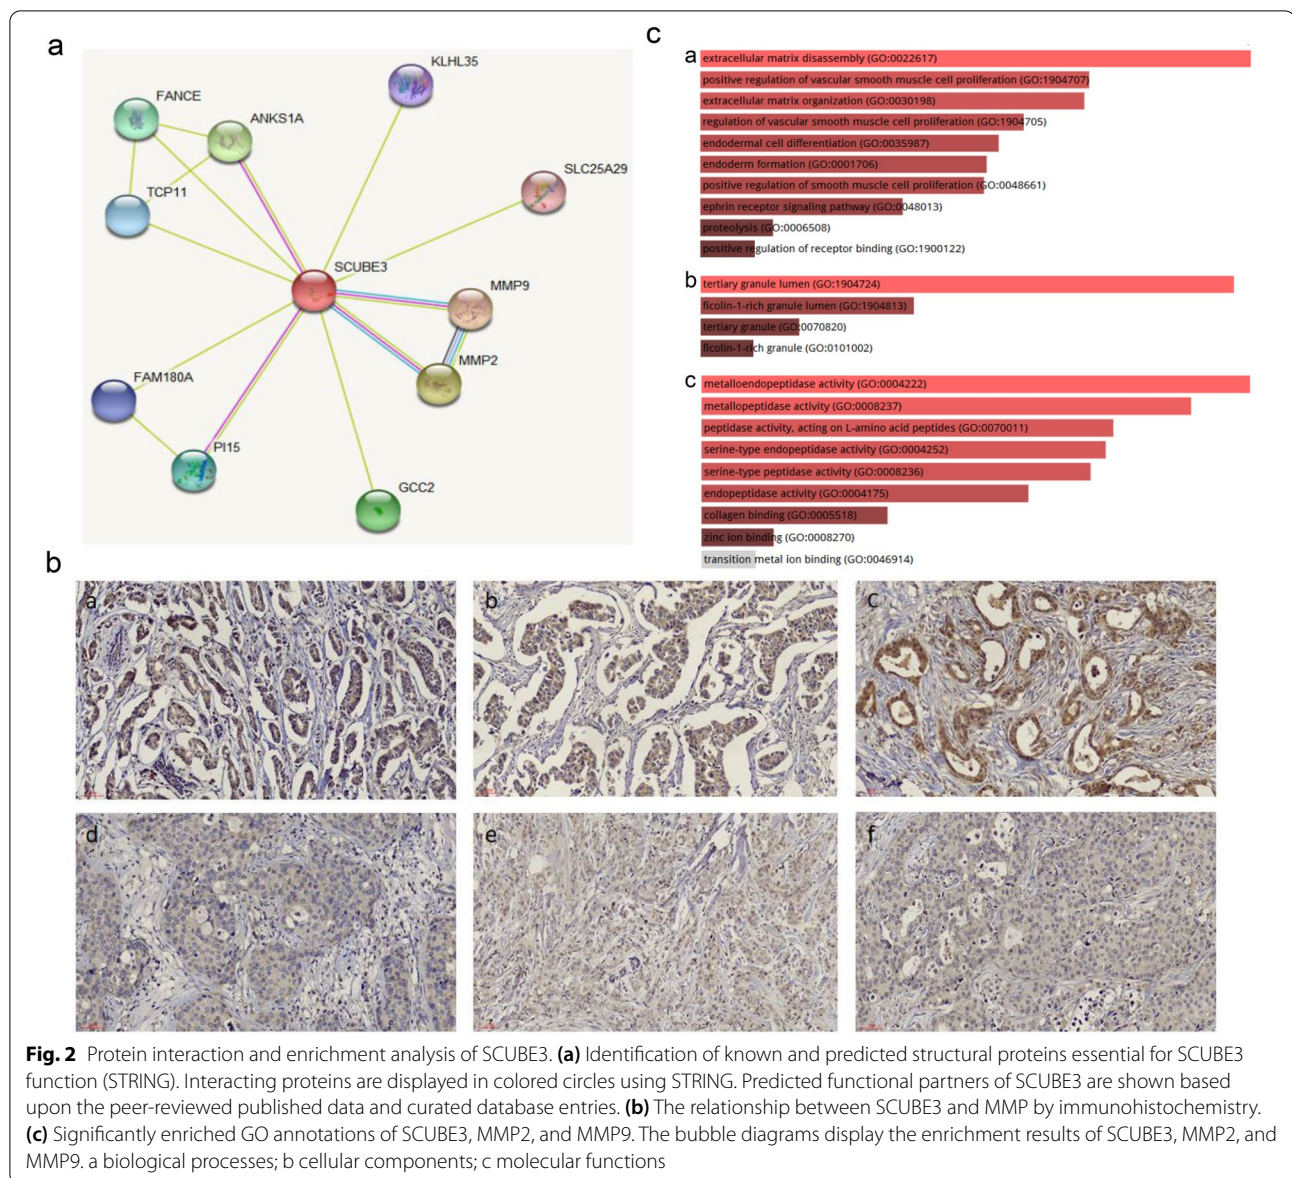 a
KLHL35
FANCE
ANKS1A
SLC25A29
TCP11
SCUBE3
MMP9
MMP2
FAM180A
PI15
GCC2
c
a
extracellular matrix disassembly (GO:0022617)
positive regulation of vascular smooth muscle cell proliferation (GO:1904707)
extracellular matrix organization (GO:0030198)
regulation of vascular smooth muscle cell proliferation (GO:1904705)
endodermal cell differentiation (GO:0035987)
endoderm formation (GO:0001706)
positive regulation of smooth muscle cell proliferation (GO:0048661)
ephrin receptor signaling pathway (GO:0048013)
proteolysis (GO:0006508)
positive regulation of receptor binding (GO:1900122)
b
tertiary granule lumen (GO:1904724)
ficolin-1-rich granule lumen (GO:1904813)
tertiary granule (GO:0070820)
ficolin-1-rich granule (GO:0101002)
c
metalloendopeptidase activity (GO:0004222)
metallopeptidase activity (GO:0008237)
peptidase activity, acting on L-amino acid peptides (GO:0070011)
serine-type endopeptidase activity (GO:0004252)
serine-type peptidase activity (GO:0008236)
endopeptidase activity (GO:0004175)
collagen binding (GO:0005518)
zinc ion binding (GO:0008270)
transition metal ion binding (GO:0046914)
b
a
b
c
d
e
f
Fig. 2 Protein interaction and enrichment analysis of SCUBE3. (a) Identification of known and predicted structural proteins essential for SCUBE3
function (STRING). Interacting proteins are displayed in colored circles using STRING. Predicted functional partners of SCUBE3 are shown based
upon the peer-reviewed published data and curated database entries. (b) The relationship between SCUBE3 and MMP by immunohistochemistry.
(c) Significantly enriched GO annotations of SCUBE3, MMP2, and MMP9. The bubble diagrams display the enrichment results of SCUBE3, MMP2, and
MMP9. a biological processes; b cellular components; c molecular functions